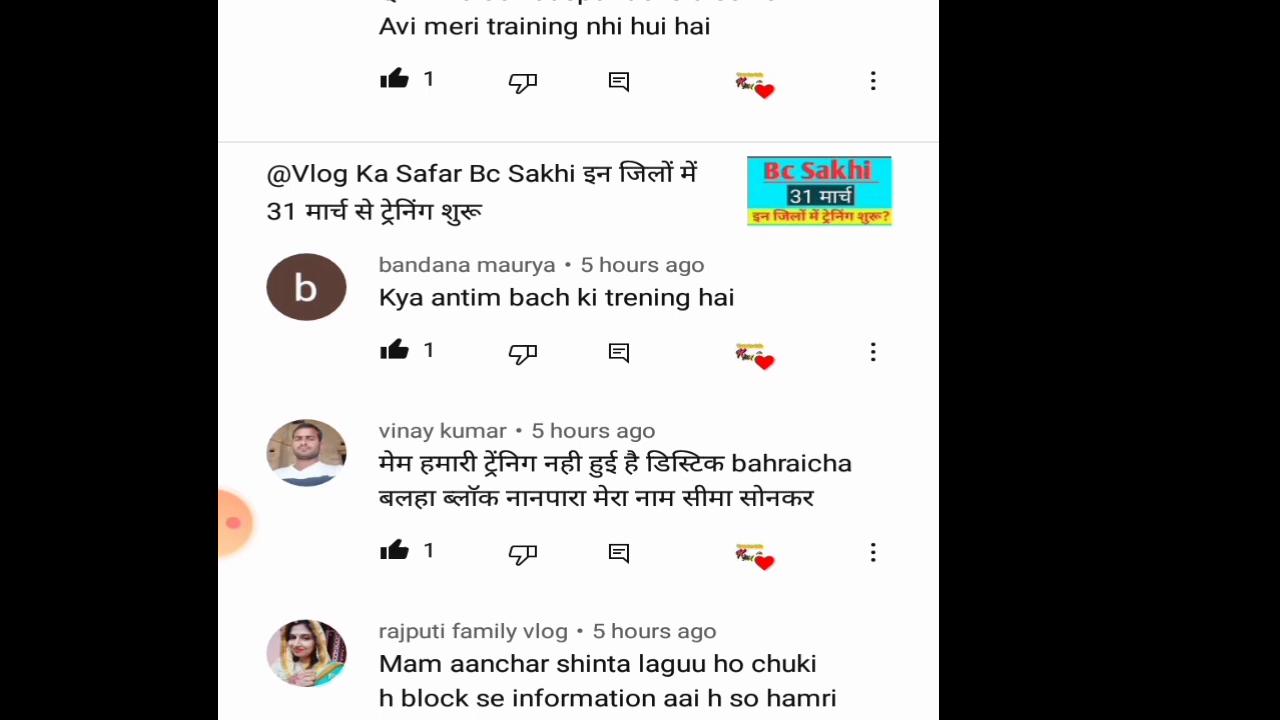 Avi meri training nhi hui hai
1
@Vlog Ka Safar Bc Sakhi इन जिलों में
31 मार्च से ट्रेनिंग शुरू
Bc Sakhi
31 मार्च
इन जिलों में ट्रेनिंग शुरू?
b
bandana maurya • 5 hours ago
Kya antim bach ki trening hai
1
vinay kumar • 5 hours ago
मेम हमारी ट्रेंनिग नही हुई है डिस्टिक bahraicha
बलहा ब्लॉक नानपारा मेरा नाम सीमा सोनकर
1
rajputi family vlog • 5 hours ago
Mam aanchar shinta laguu ho chuki
h block se information aai h so hamri